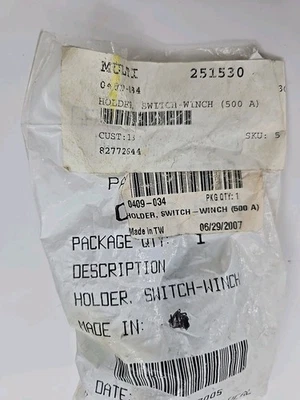 251530
HOLDER, SWITCH-WINCH (500 A)
CUST:
SKU: 5
82772644
0409-034
PKG QTY: 1
HOLDER, SWITCH - WINCH (500 A)
Made in TW
06/29/2007
PACKAGE QTY: 1
DESCRIPTION
HOLDER, SWITCH-WINCH
MADE IN:
DATE: